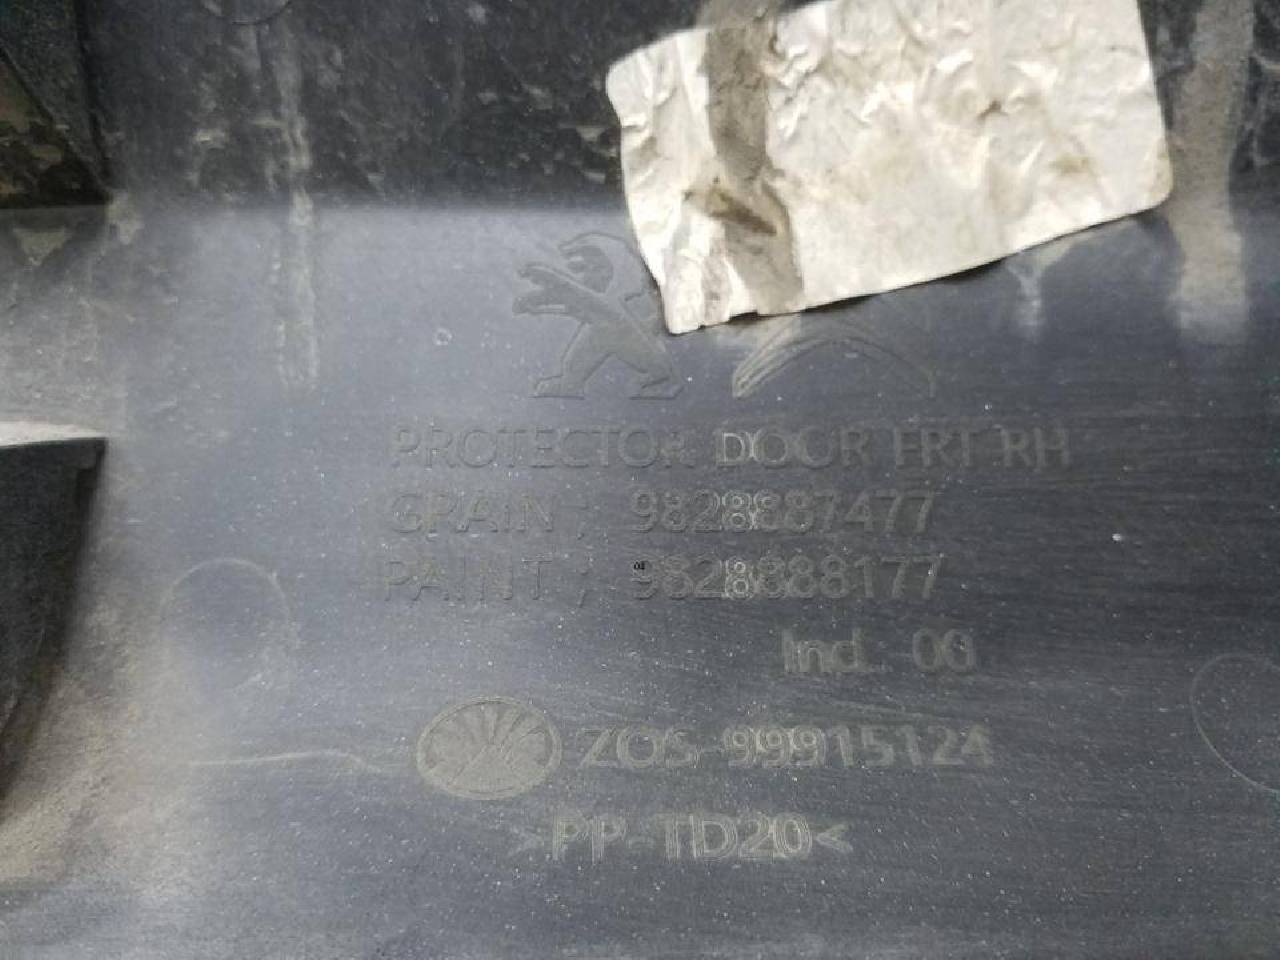 PROTECTOR DOOR FRT RH
GRAIN ; 9828887477
PAINT ; 9828888177
Ind. 00
ZOS-99915124
>PP-TD20<